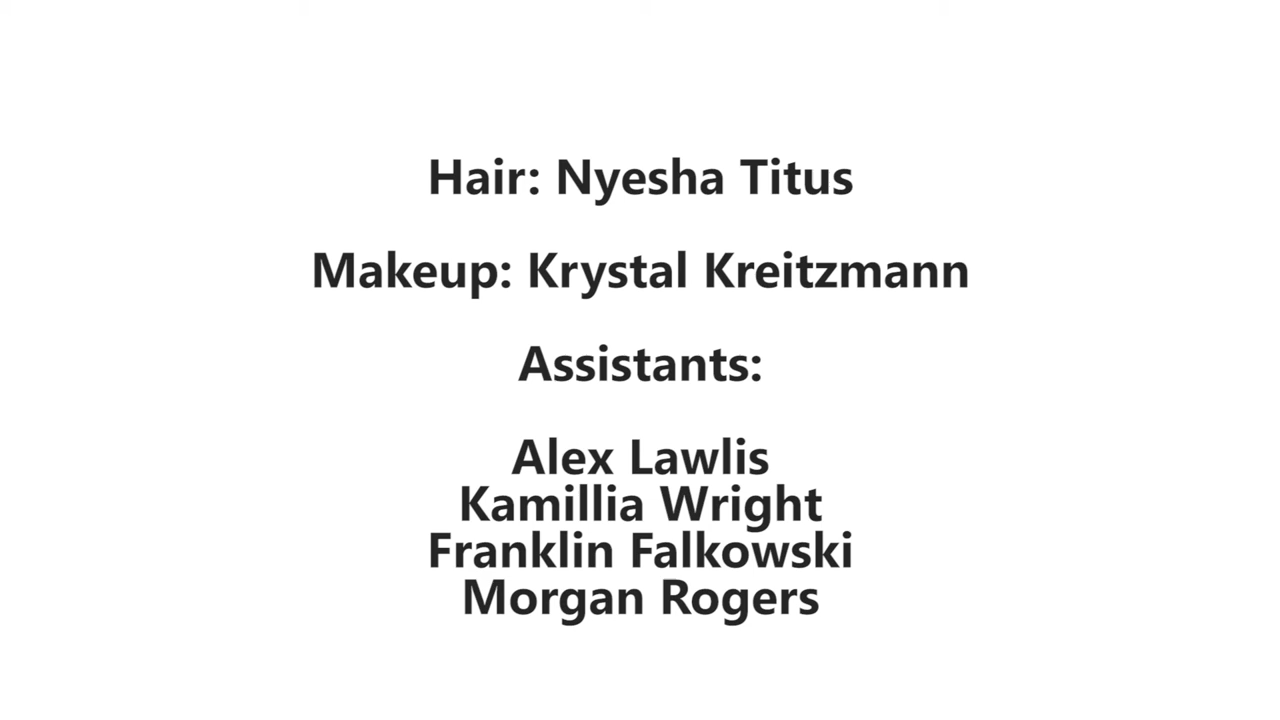 Hair: Nyesha Titus
Makeup: Krystal Kreitzmann
Assistants:
Alex Lawlis
Kamillia Wright
Franklin Falkowski
Morgan Rogers